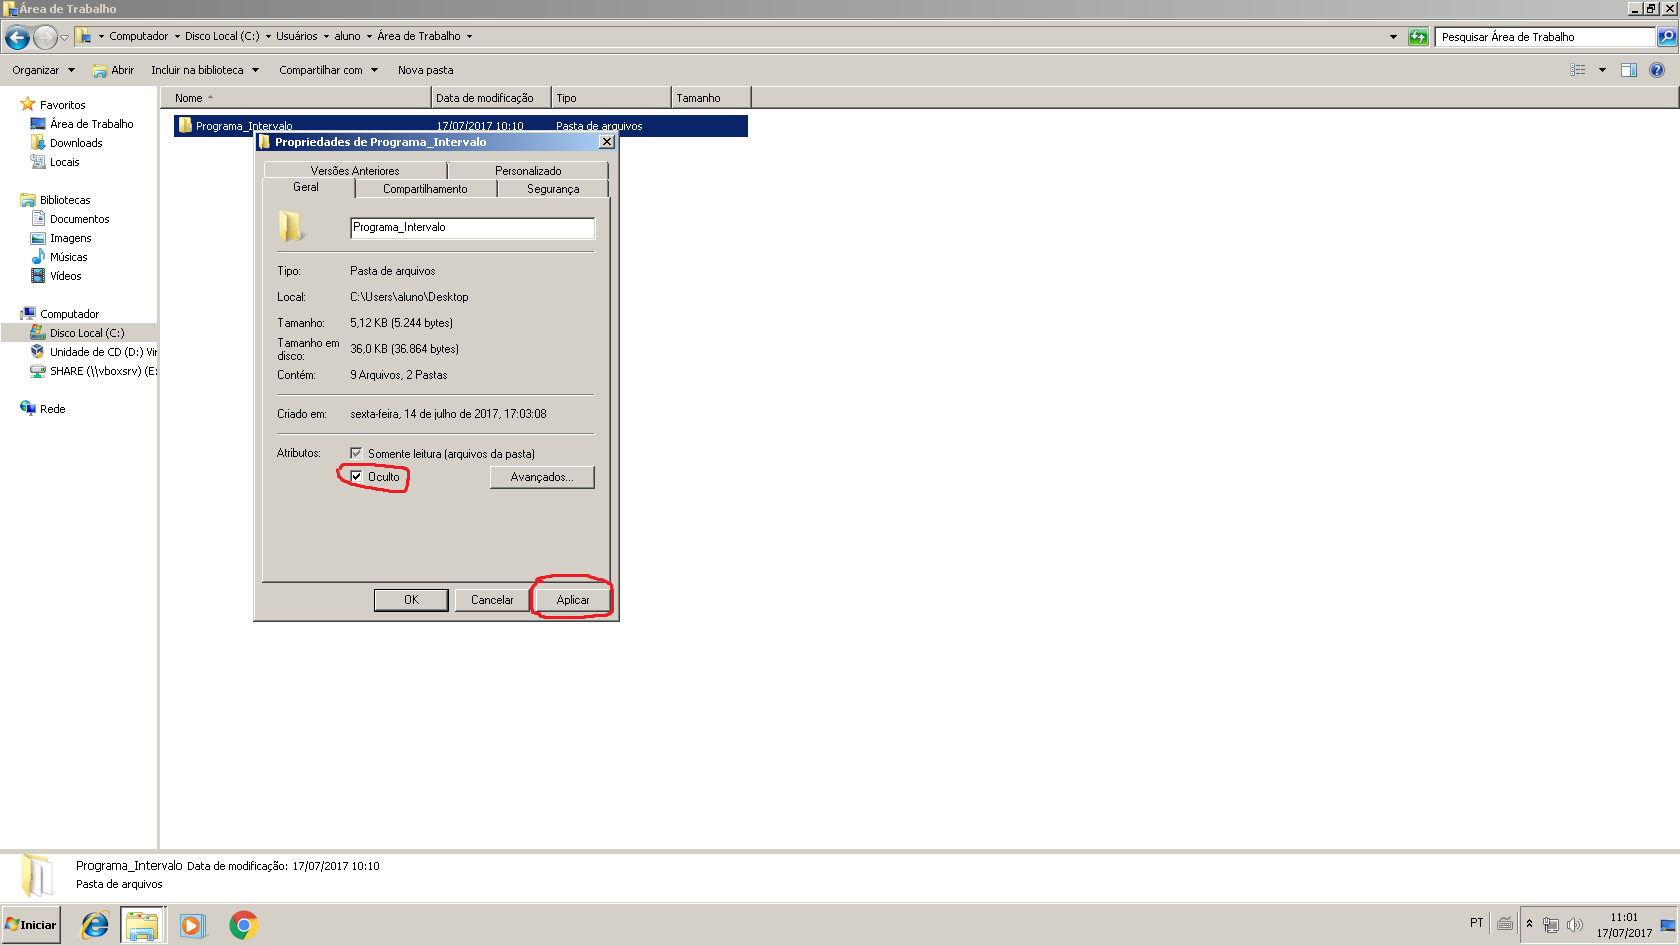 Área de Trabalho
Computador Disco Local (C:) Usuários aluno Área de Trabalho
Pesquisar Área de Trabalho
Organizar Abrir Incluir na biblioteca Compartilhar com Nova pasta
Favoritos
Área de Trabalho
Downloads
Locais
Bibliotecas
Documentos
Imagens
Músicas
Vídeos
Computador
Disco Local (C:)
Unidade de CD (D:) Vir
SHARE (\\vboxsrv) (E:
Rede
Nome Data de modificação Tipo Tamanho
Programa_Intervalo 17/07/2017 10:10 Pasta de arquivos
Propriedades de Programa_Intervalo
Versões Anteriores Personalizado
Geral Compartilhamento Segurança
Programa_Intervalo
Tipo: Pasta de arquivos
Local: C:\Users\aluno\Desktop
Tamanho: 5,12 KB (5.244 bytes)
Tamanho em disco: 36,0 KB (36.864 bytes)
Contém: 9 Arquivos, 2 Pastas
Criado em: sexta-feira, 14 de julho de 2017, 17:03:08
Atributos: Somente leitura (arquivos da pasta)
Oculto Avançados...
OK Cancelar Aplicar
Programa_Intervalo Data de modificação: 17/07/2017 10:10
Pasta de arquivos
Iniciar
PT
11:01
17/07/2017